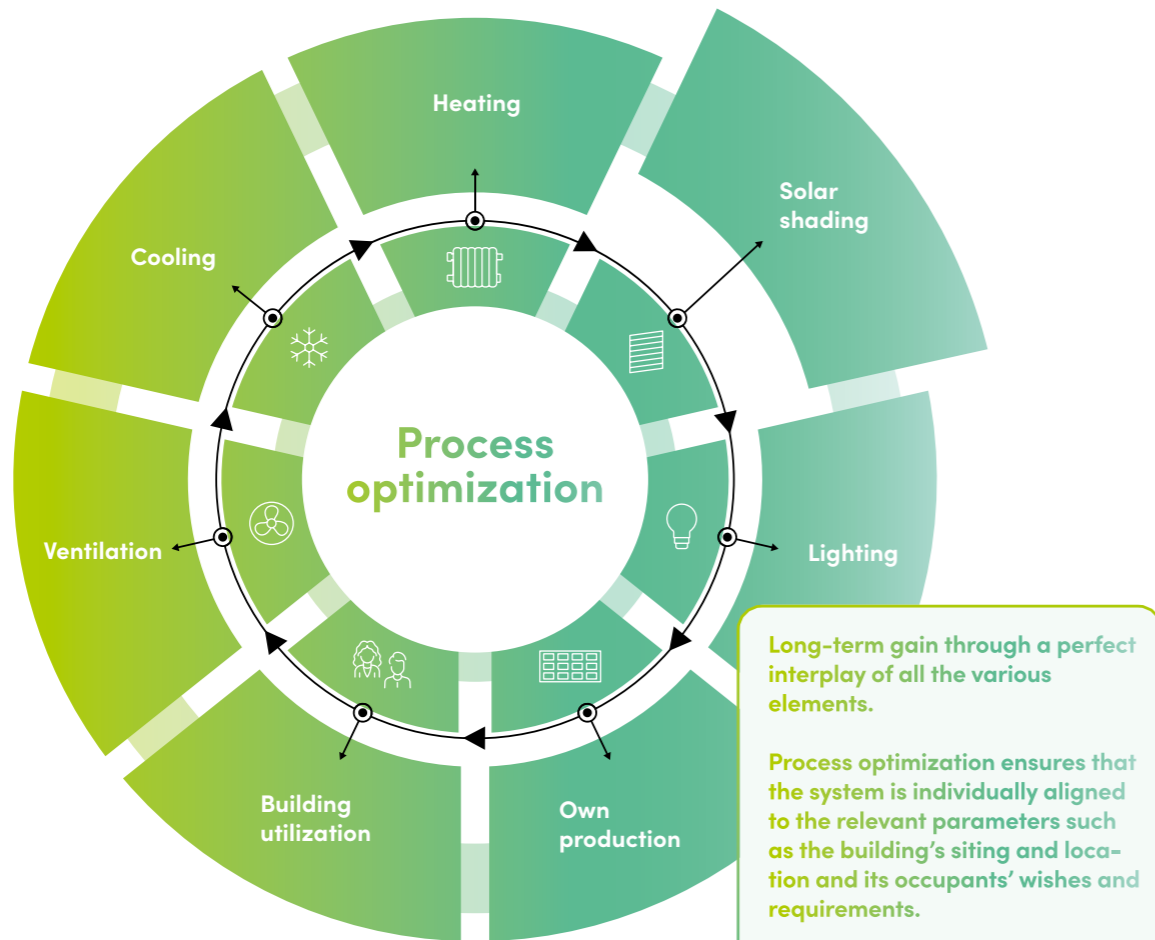 Heating
Solar
shading
Cooling
Process
optimization
Ventilation
Lighting
Building
utilization
Own
production
Long-term gain through a perfect
interplay of all the various
elements.
Process optimization ensures that
the system is individually aligned
to the relevant parameters such
as the building’s siting and loca-
tion and its occupants’ wishes and
requirements.